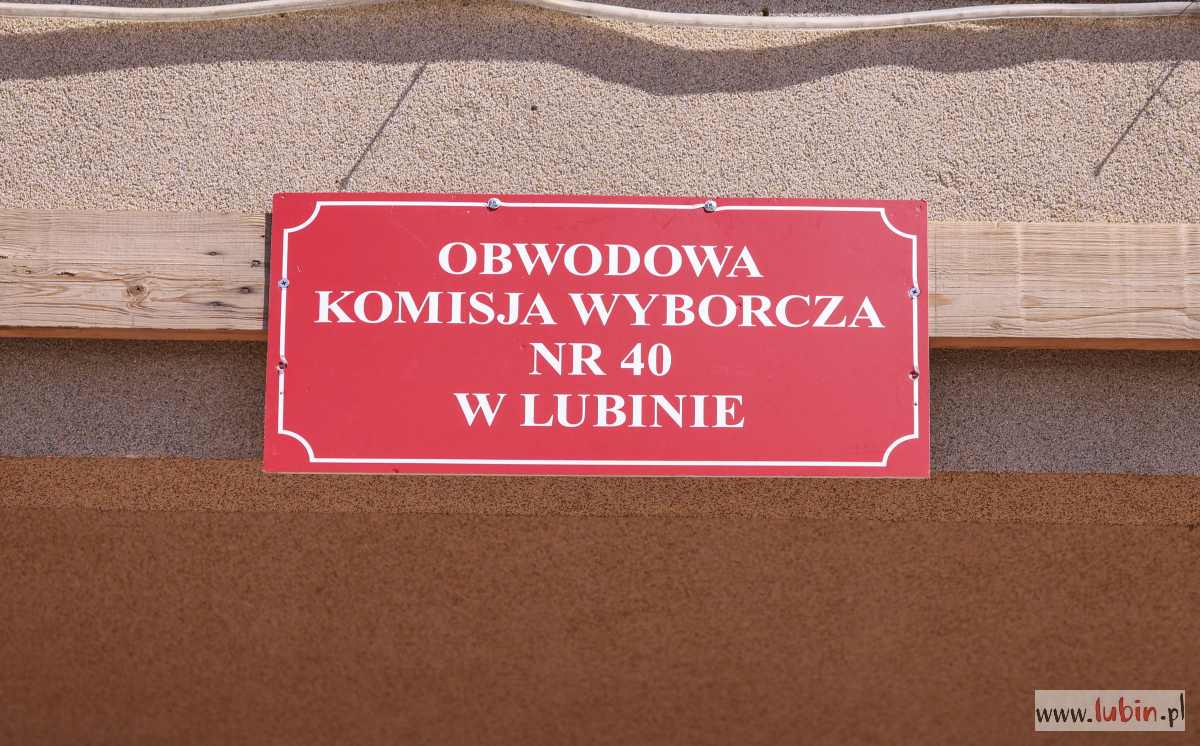 OBWODOWA
KOMISJA WYBORCZA
NR 40
W LUBINIE
www.lubin.pl